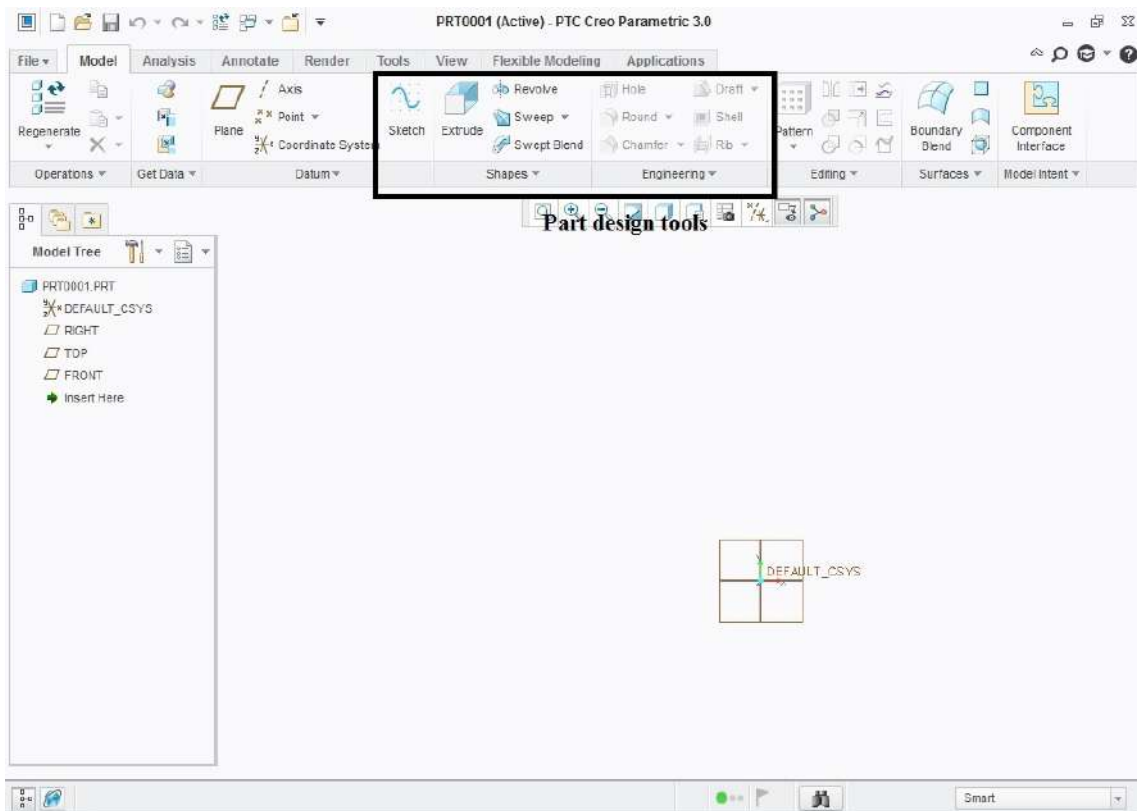 PRT0001 (Active) - PTC Creo Parametric 3.0
File Model Analysis Annotate Render Tools View Flexible Modeling Applications
Regenerate
Plane
Axis
Point
Coordinate System
Sketch
Extrude
Revolve
Sweep
Swept Blend
Hole
Round
Chamfer
Draft
Shell
Rib
Pattern
Boundary
Blend
Component
Interface
Operations Get Data Datum Shapes Engineering Editing Surfaces Model Intent
Part design tools
Model Tree
PRT0001.PRT
DEFAULT_CSYS
RIGHT
TOP
FRONT
Insert Here
Y
DEFAULT_CSYS
X
Smart